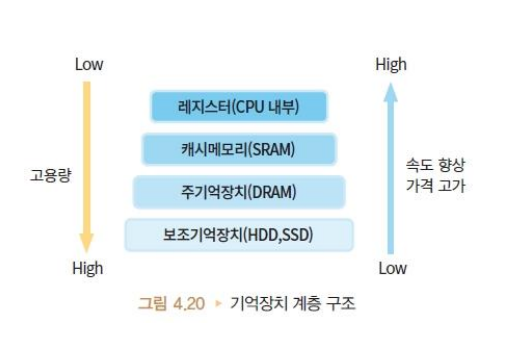 Low
High
레지스터(CPU 내부)
캐시메모리(SRAM)
주기억장치(DRAM)
보조기억장치(HDD,SSD)
고용량
속도 향상
가격 고가
High
Low
그림 4.20 ▸ 기억장치 계층 구조